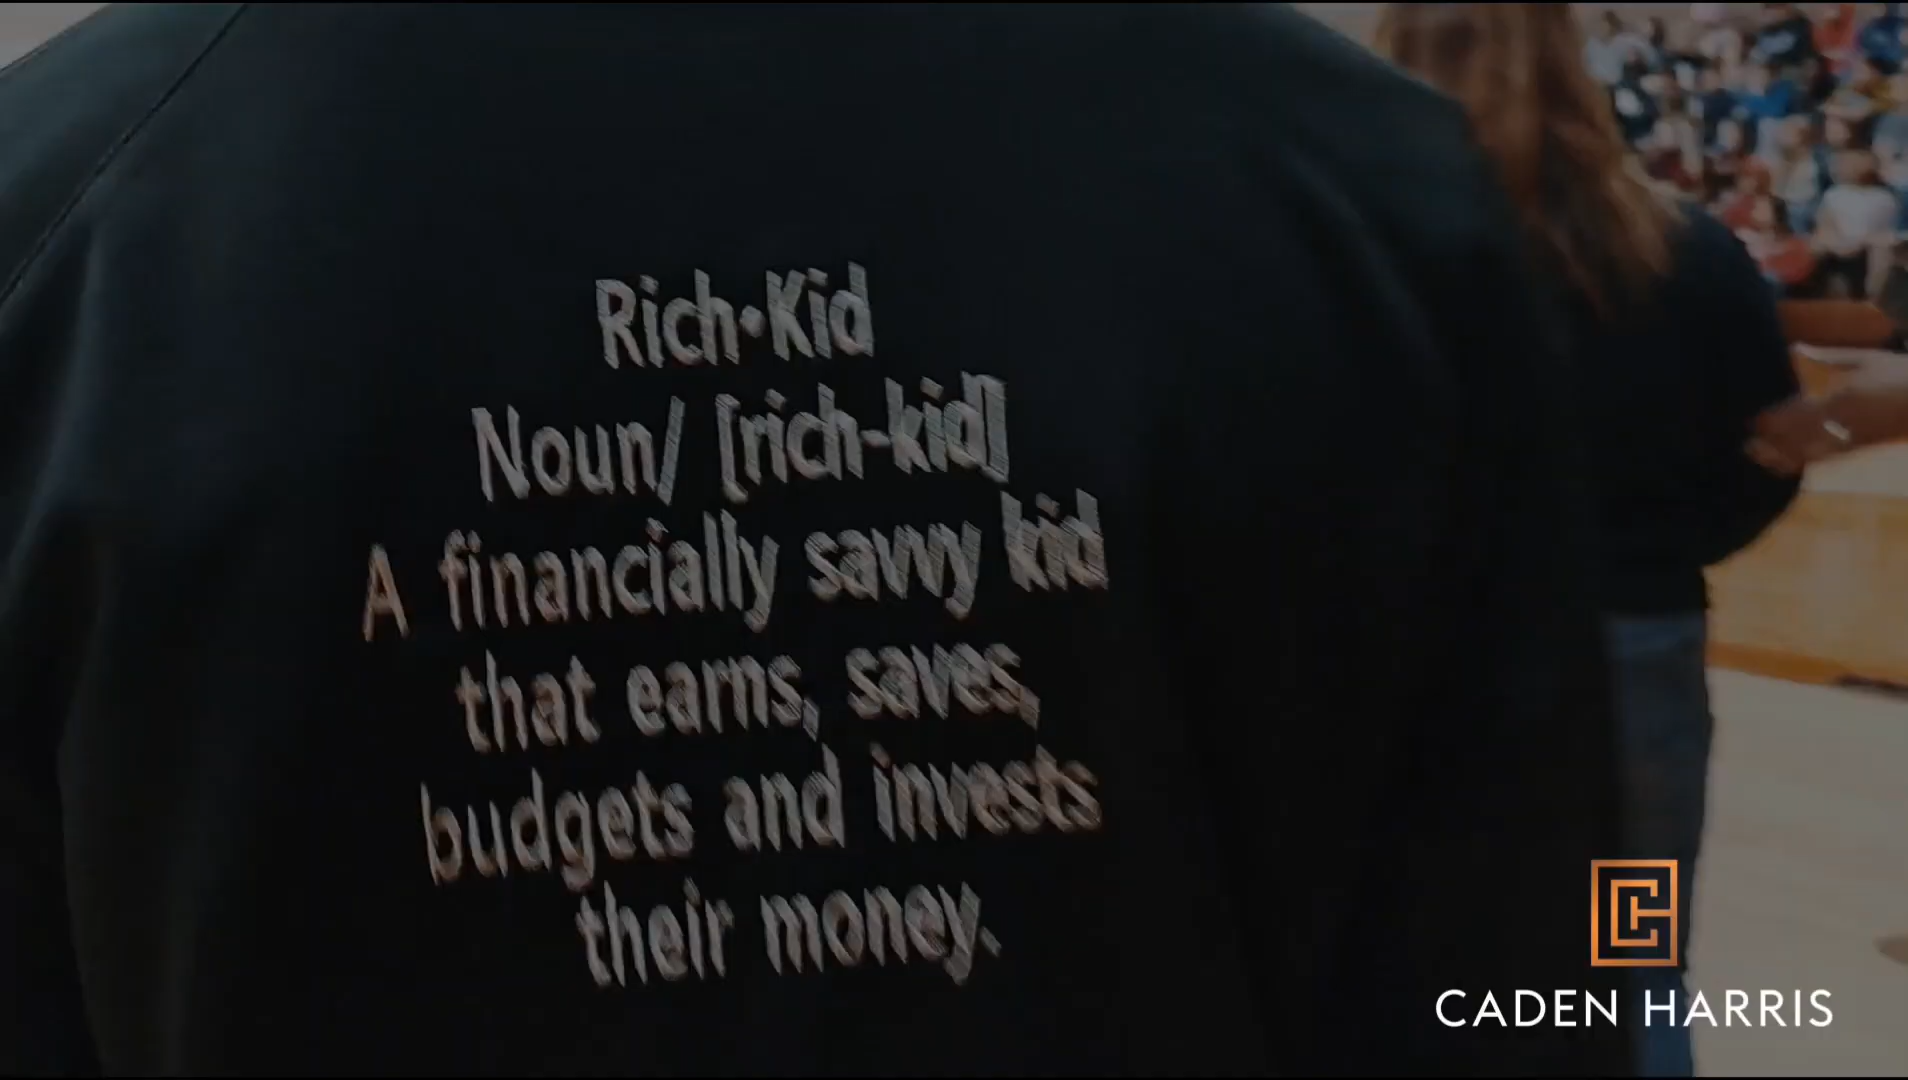 Rich•Kid
Noun/ [rich-kid]
A financially savvy kid
that earns, saves,
budgets and invests
their money.
CADEN HARRIS